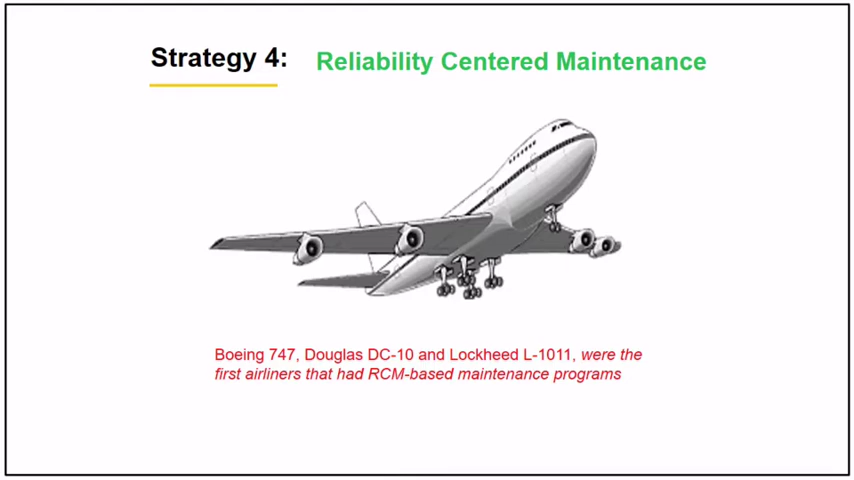 Strategy 4: Reliability Centered Maintenance
Boeing 747, Douglas DC-10 and Lockheed L-1011, were the
first airliners that had RCM-based maintenance programs